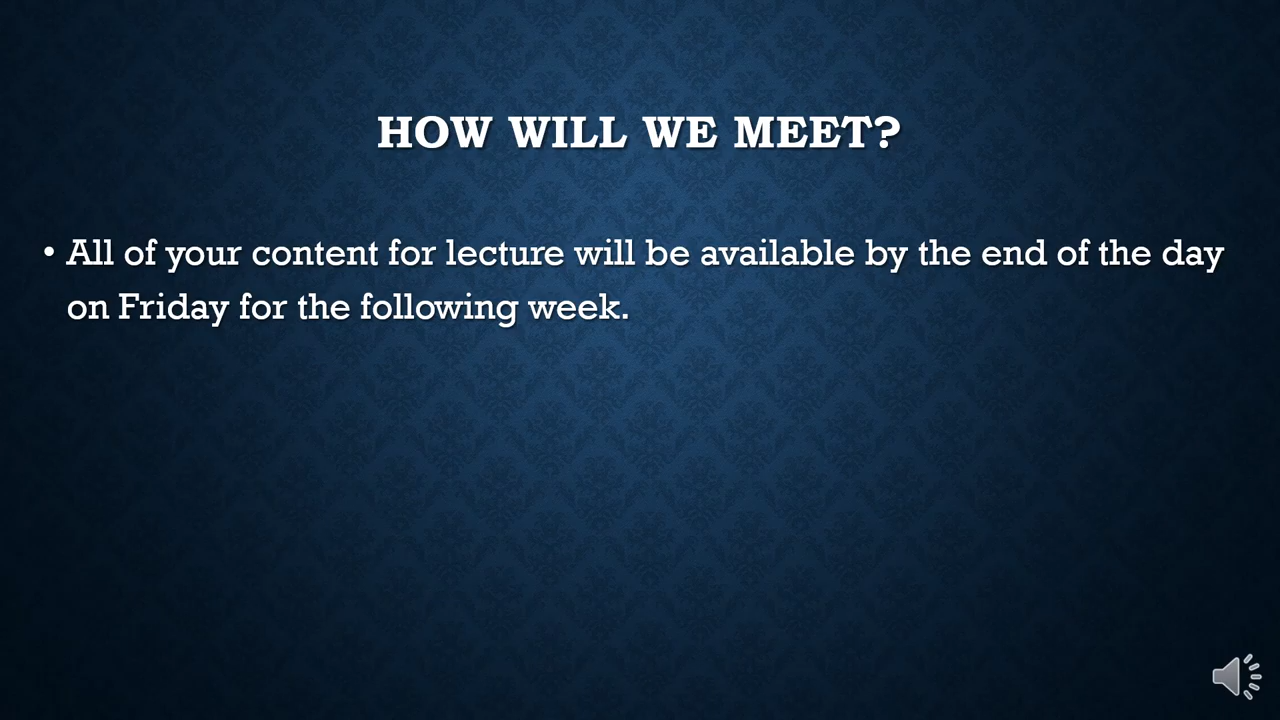 HOW WILL WE MEET?
• All of your content for lecture will be available by the end of the day
on Friday for the following week.